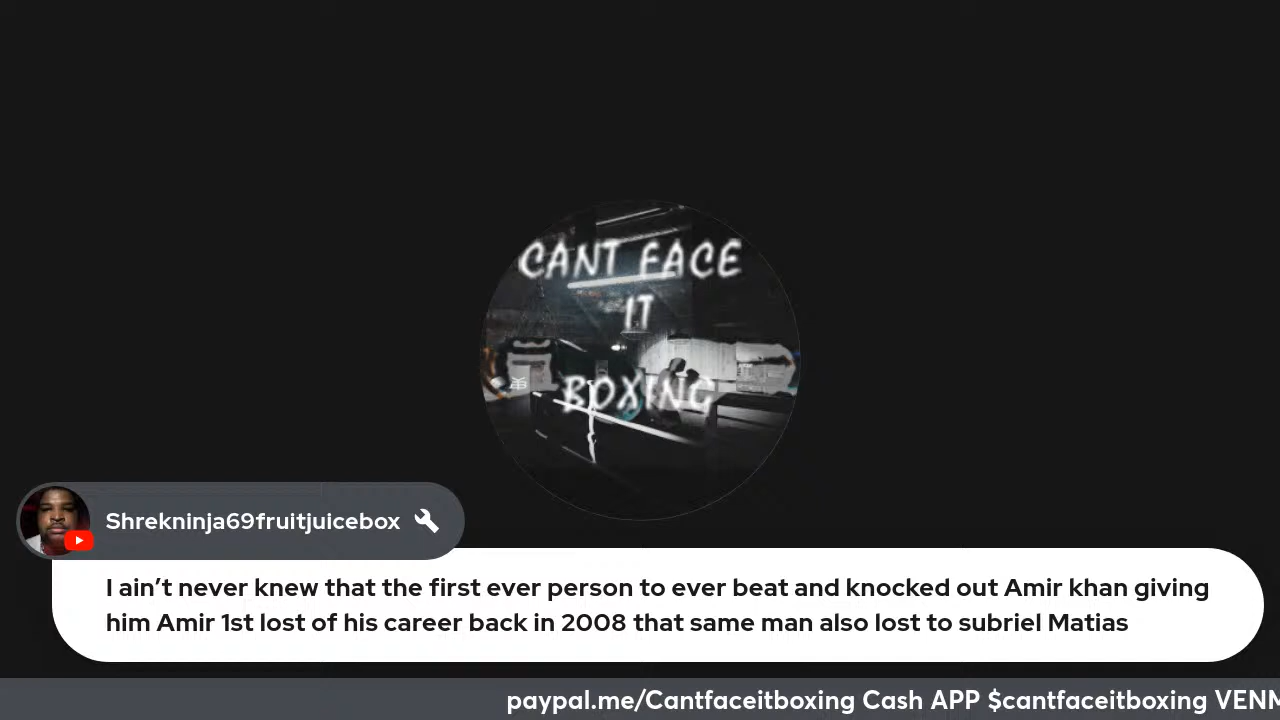 CANT FACE
IT
BOXING
Shrekninja69fruitjuicebox
I ain’t never knew that the first ever person to ever beat and knocked out Amir khan giving
him Amir 1st lost of his career back in 2008 that same man also lost to subriel Matias
paypal.me/Cantfaceitboxing Cash APP $cantfaceitboxing VENM